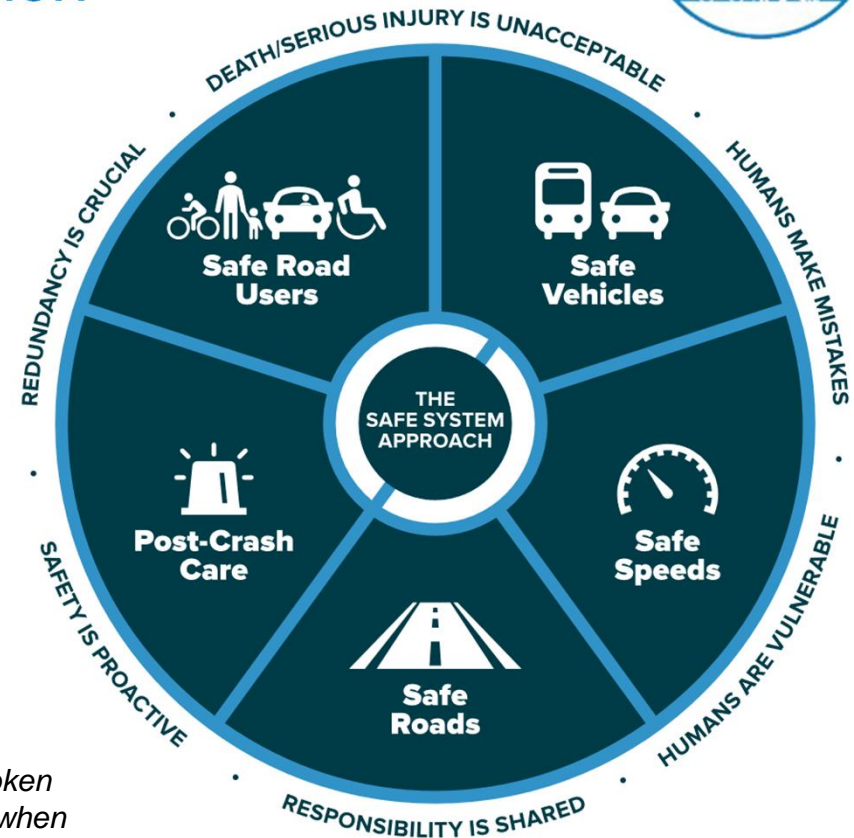 DEATH/SERIOUS INJURY IS UNACCEPTABLE
HUMANS MAKE MISTAKES
HUMANS ARE VULNERABLE
RESPONSIBILITY IS SHARED
SAFETY IS PROACTIVE
REDUNDANCY IS CRUCIAL
Safe Road
Users
Safe
Vehicles
THE
SAFE SYSTEM
APPROACH
Post-Crash
Care
Safe
Speeds
Safe
Roads
when